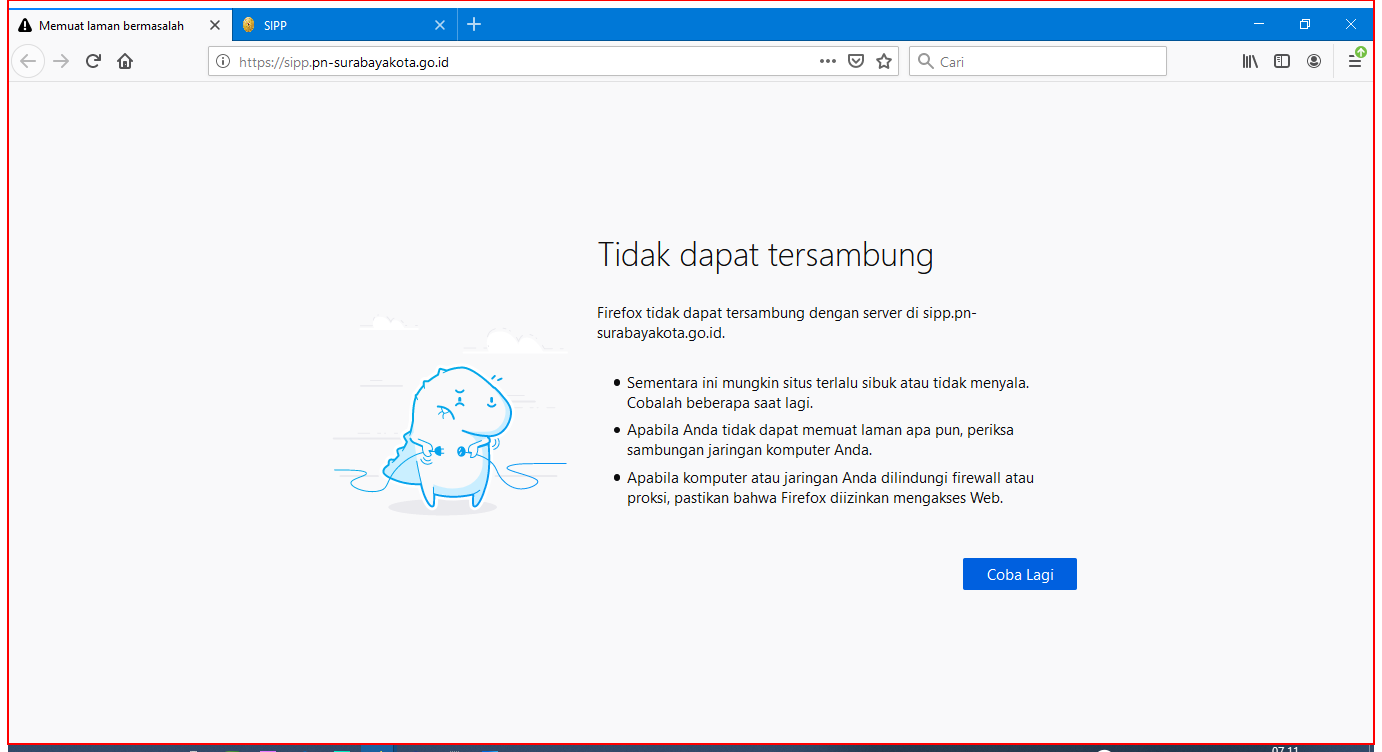 Memuat laman bermasalah
SIPP
https://sipp.pn-surabayakota.go.id
Cari
Tidak dapat tersambung
Firefox tidak dapat tersambung dengan server di sipp.pn-
surabayakota.go.id.
Sementara ini mungkin situs terlalu sibuk atau tidak menyala.
Cobalah beberapa saat lagi.
Apabila Anda tidak dapat memuat laman apa pun, periksa
sambungan jaringan komputer Anda.
Apabila komputer atau jaringan Anda dilindungi firewall atau
proksi, pastikan bahwa Firefox diizinkan mengakses Web.
Coba Lagi
07.11